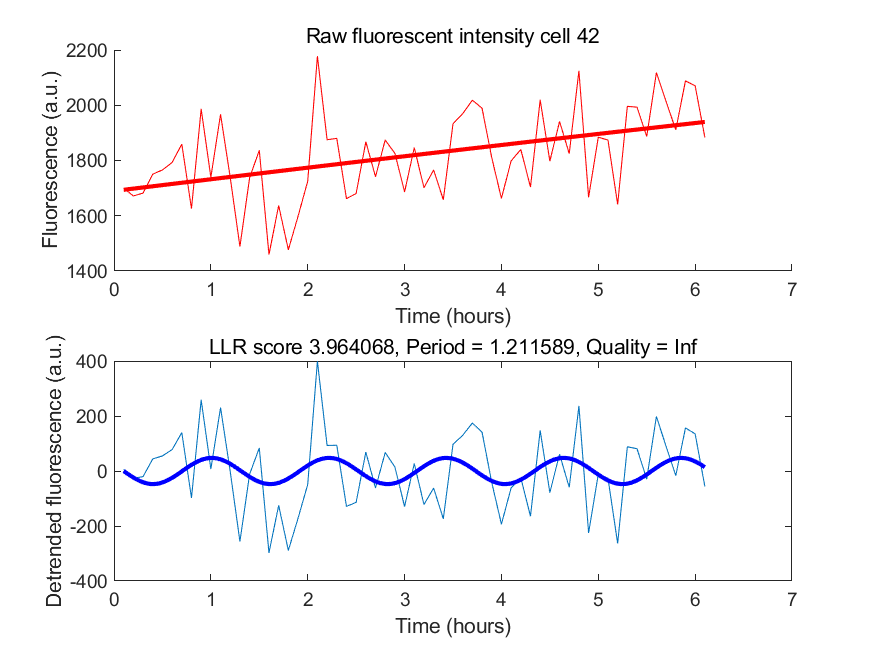 Raw fluorescent intensity cell 42
2200
2000
1800
1600
1400
Fluorescence (a.u.)
0 1 2 3 4 5 6 7
Time (hours)
LLR score 3.964068, Period = 1.211589, Quality = Inf
400
200
0
-200
-400
Detrended fluorescence (a.u.)
0 1 2 3 4 5 6 7
Time (hours)